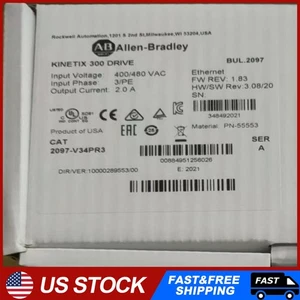 Rockwell Automation,1201 S 2nd St,Milwaukee,WI 53204,USA
AB Allen-Bradley
KINETIX 300 DRIVE
BUL.2097
Input Voltage: 400/480 VAC
Input Phase: 3/PE
Output Current: 2.0 A
Ethernet
FW REV. 1.83
HW/SW Rev: 3.08/20
SN.
348492021
Material: PN-55553
CAT
2097-V34PR3
SER
A
00884951258026
E: 2021
DIR/VER:10000289553/00
US STOCK
FAST&FREE
SHIPPING